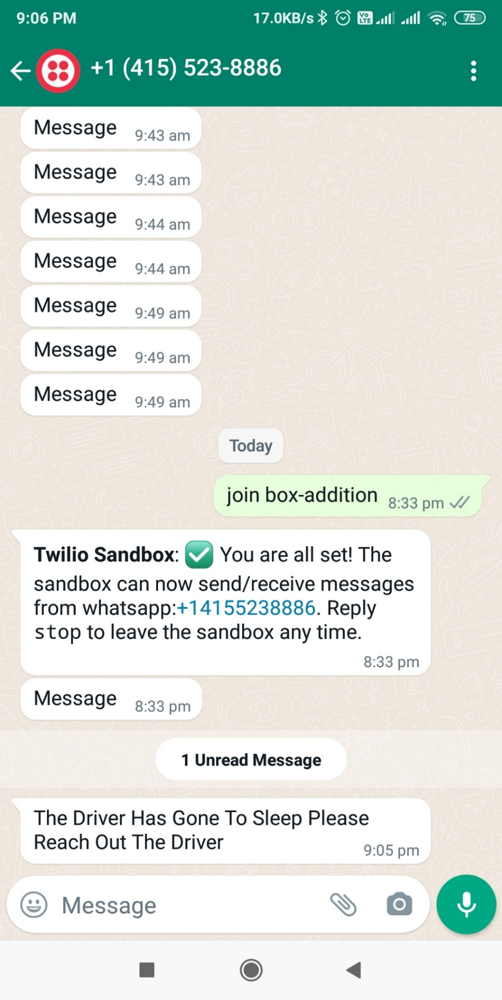 9:06 PM 17.0KB/s Vo LTE 75
+1 (415) 523-8886
Message 9:43 am
Message 9:43 am
Message 9:44 am
Message 9:44 am
Message 9:49 am
Message 9:49 am
Message 9:49 am
Today
join box-addition 8:33 pm
Twilio Sandbox: ✅ You are all set! The
sandbox can now send/receive messages
from whatsapp:+14155238886. Reply
stop to leave the sandbox any time.
8:33 pm
Message 8:33 pm
1 Unread Message
The Driver Has Gone To Sleep Please
Reach Out The Driver 9:05 pm
Message